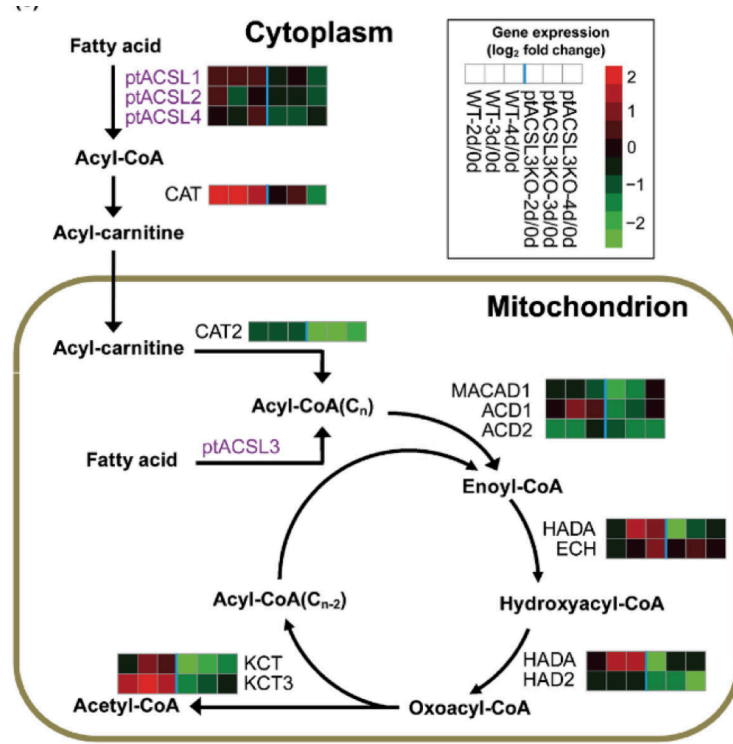 Cytoplasm
Fatty acid
ptACSL1
ptACSL2
ptACSL4
Acyl-CoA
CAT
Acyl-carnitine
Gene expression
(log₂ fold change)
WT-2d/0d
WT-3d/0d
WT-4d/0d
ptACSL3KO-2d/0d
ptACSL3KO-3d/0d
ptACSL3KO-4d/0d
2
1
0
−1
−2
Mitochondrion
CAT2
Acyl-carnitine
Acyl-CoA(Cₙ)
ptACSL3
Fatty acid
MACAD1
ACD1
ACD2
Enoyl-CoA
HADA
ECH
Acyl-CoA(Cₙ₋₂)
Hydroxyacyl-CoA
KCT
KCT3
HADA
HAD2
Acetyl-CoA
Oxoacyl-CoA